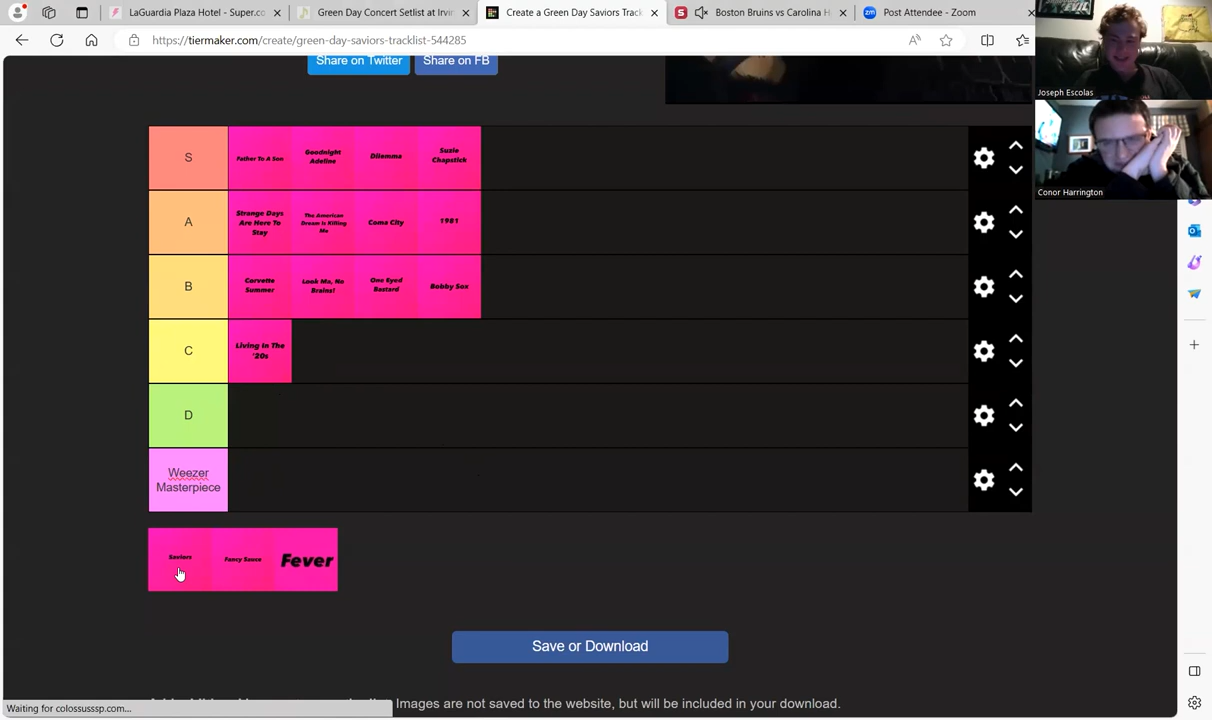 LaGuardia Plaza Hotel - Super.co
Green Day Concert Setlist at Irvi
Create a Green Day Saviors Track
Boston Bruins vs Carolina H
Post Attendee - Zoom
https://tiermaker.com/create/green-day-saviors-tracklist-544285
Share on Twitter
Share on FB
Joseph Escolas
Conor Harrington
S
Father To A Son
Goodnight
Adeline
Dilemma
Suzie
Chapstick
A
Strange Days
Are Here To
Stay
The American
Dream Is Killing
Me
Coma City
1981
B
Corvette
Summer
Look Ma, No
Brains!
One Eyed
Bastard
Bobby Sox
C
Living In The
'20s
D
Weezer
Masterpiece
Saviors
Fancy Sauce
Fever
Save or Download
Images are not saved to the website, but will be included in your download.
Waiting for colossusssp.com...